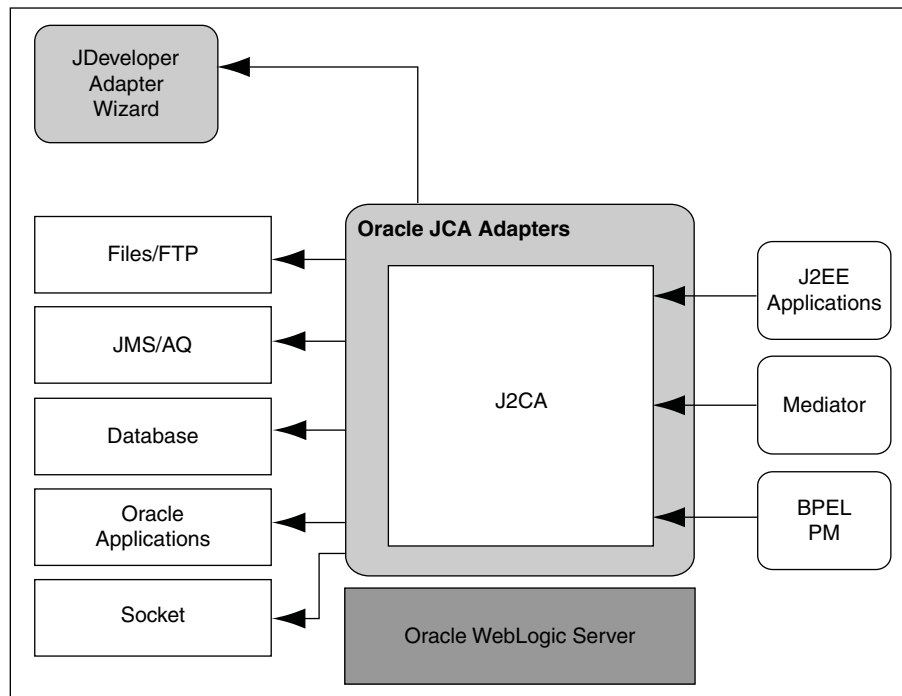 JDeveloper
Adapter
Wizard
Oracle JCA Adapters
Files/FTP
J2EE
Applications
JMS/AQ
J2CA
Mediator
Database
Oracle
Applications
BPEL
PM
Socket
Oracle WebLogic Server